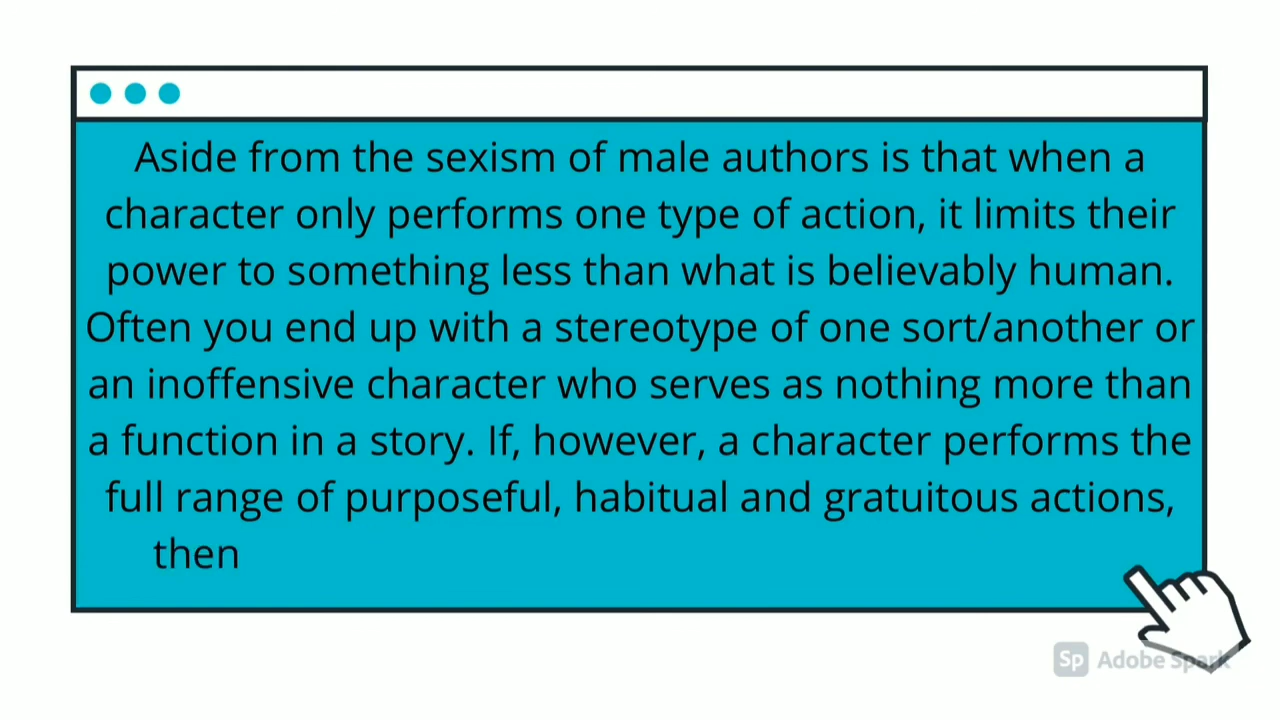 Aside from the sexism of male authors is that when a
character only performs one type of action, it limits their
power to something less than what is believably human.
Often you end up with a stereotype of one sort/another or
an inoffensive character who serves as nothing more than
a function in a story. If, however, a character performs the
full range of purposeful, habitual and gratuitous actions,
then
Sp Adobe Spark